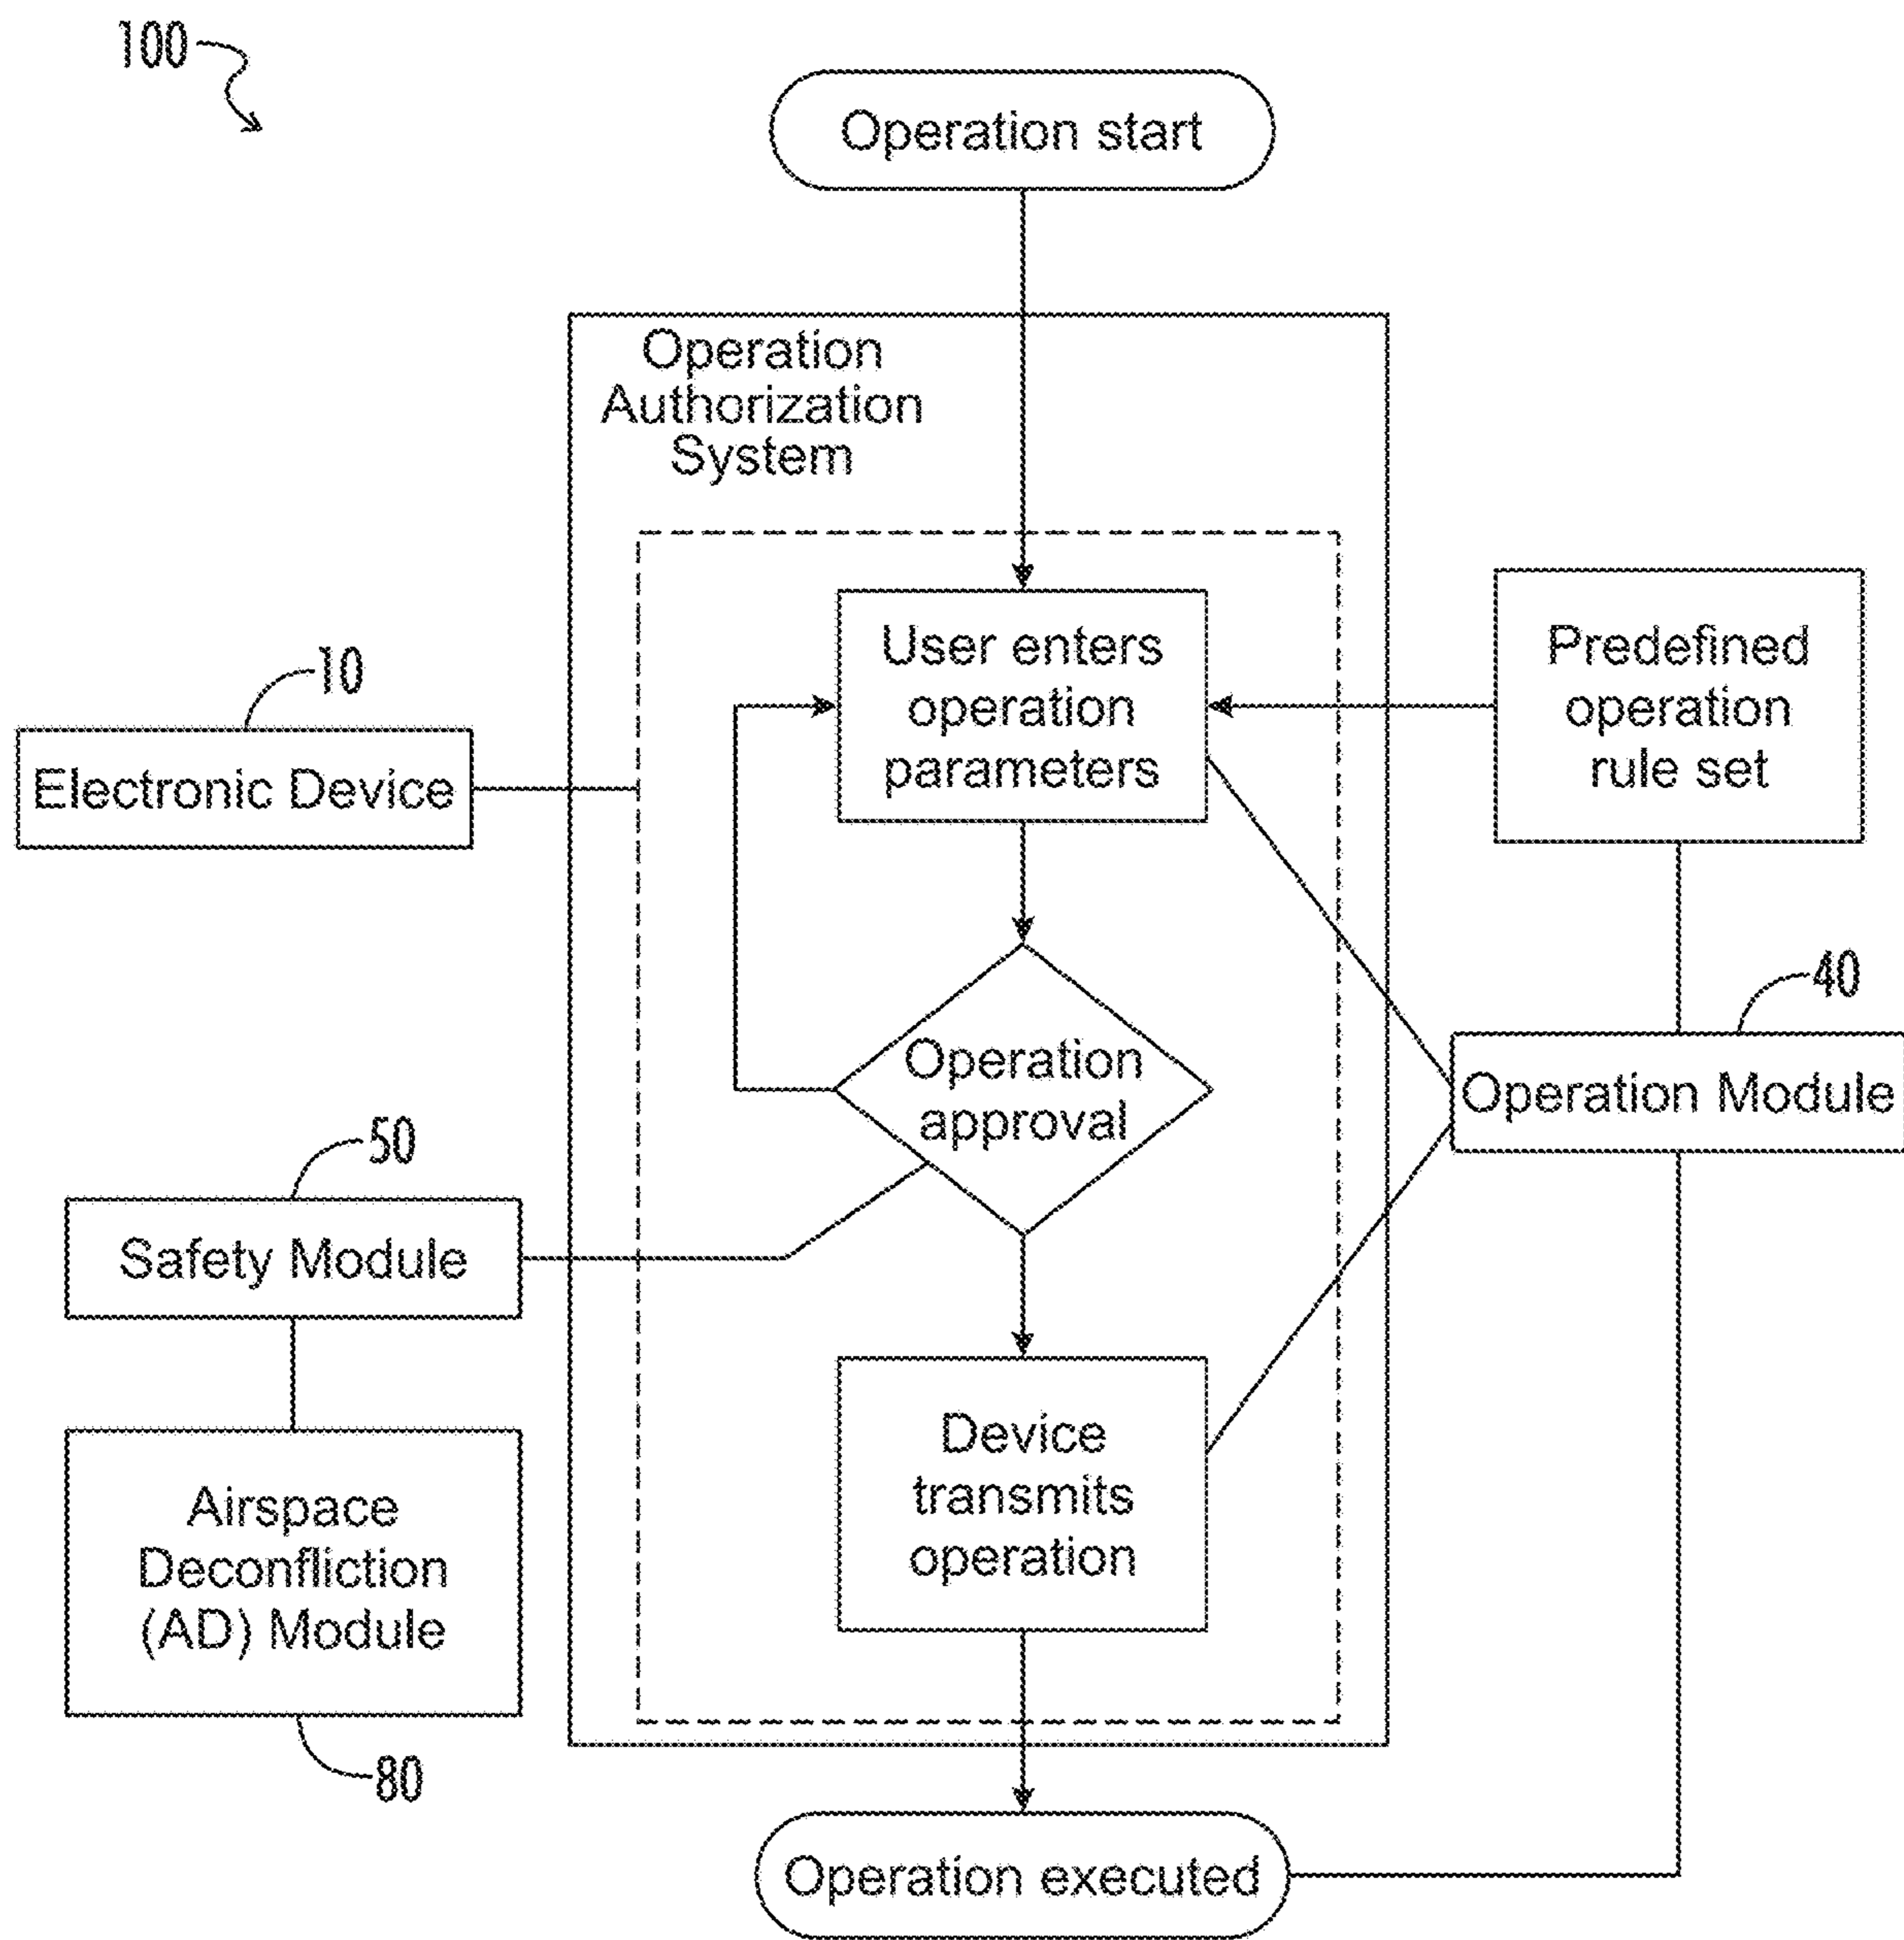 100
Operation start
Operation
Authorization
System
User enters
operation
parameters
Predefined
operation
rule set
10
Electronic Device
40
Operation
approval
Operation Module
50
Safety Module
Device
transmits
operation
Airspace
Deconfliction
(AD) Module
80
Operation executed